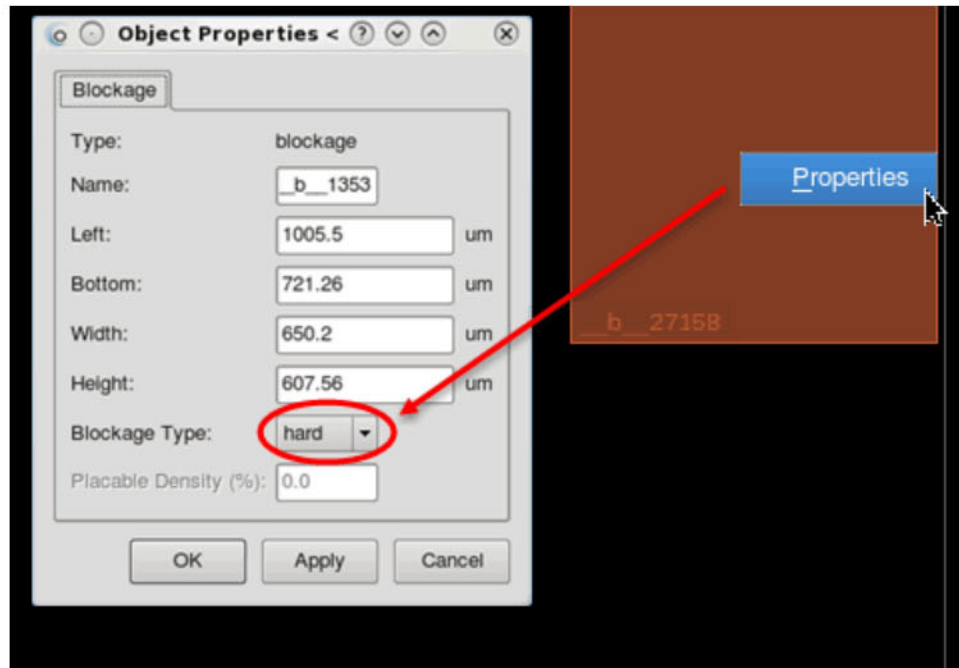 Object Properties <
Blockage
Type: blockage
Name: __b__1353
Left: 1005.5 um
Bottom: 721.26 um
Width: 650.2 um
Height: 607.56 um
Blockage Type: hard
Placable Density (%): 0.0
OK Apply Cancel
Properties
__b__27158